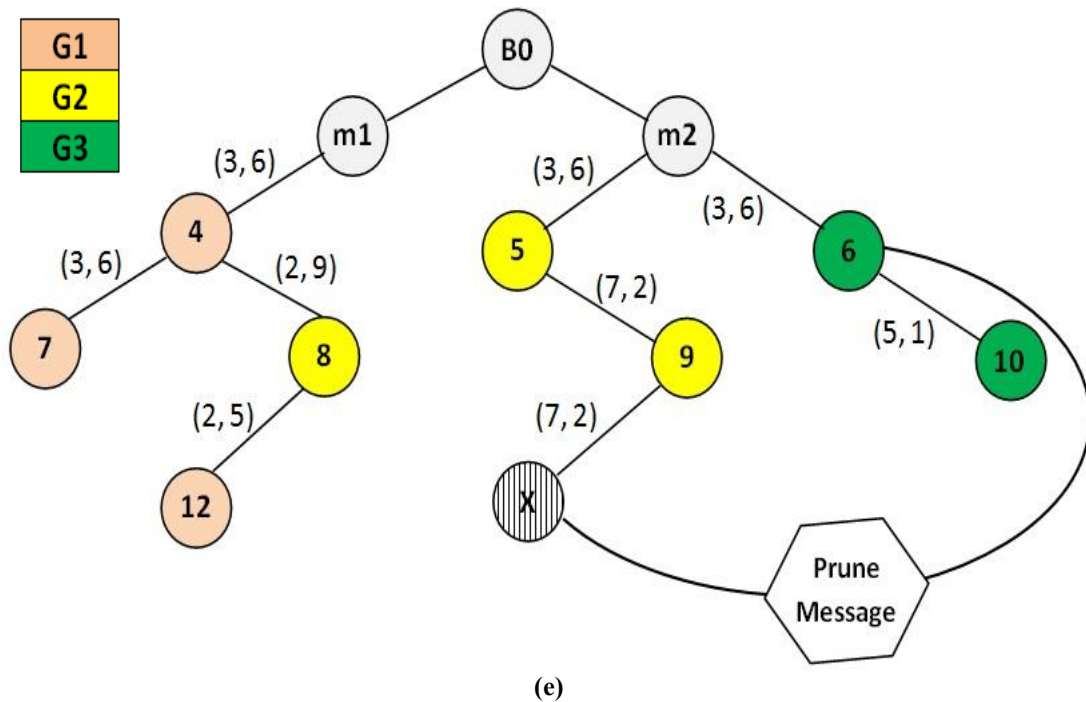 G1
G2
G3
B0
m1
m2
(3, 6)
(3, 6)
(3, 6)
4
5
6
(3, 6)
(2, 9)
(7, 2)
(5, 1)
7
8
9
10
(2, 5)
(7, 2)
12
X
Prune
Message
(e)